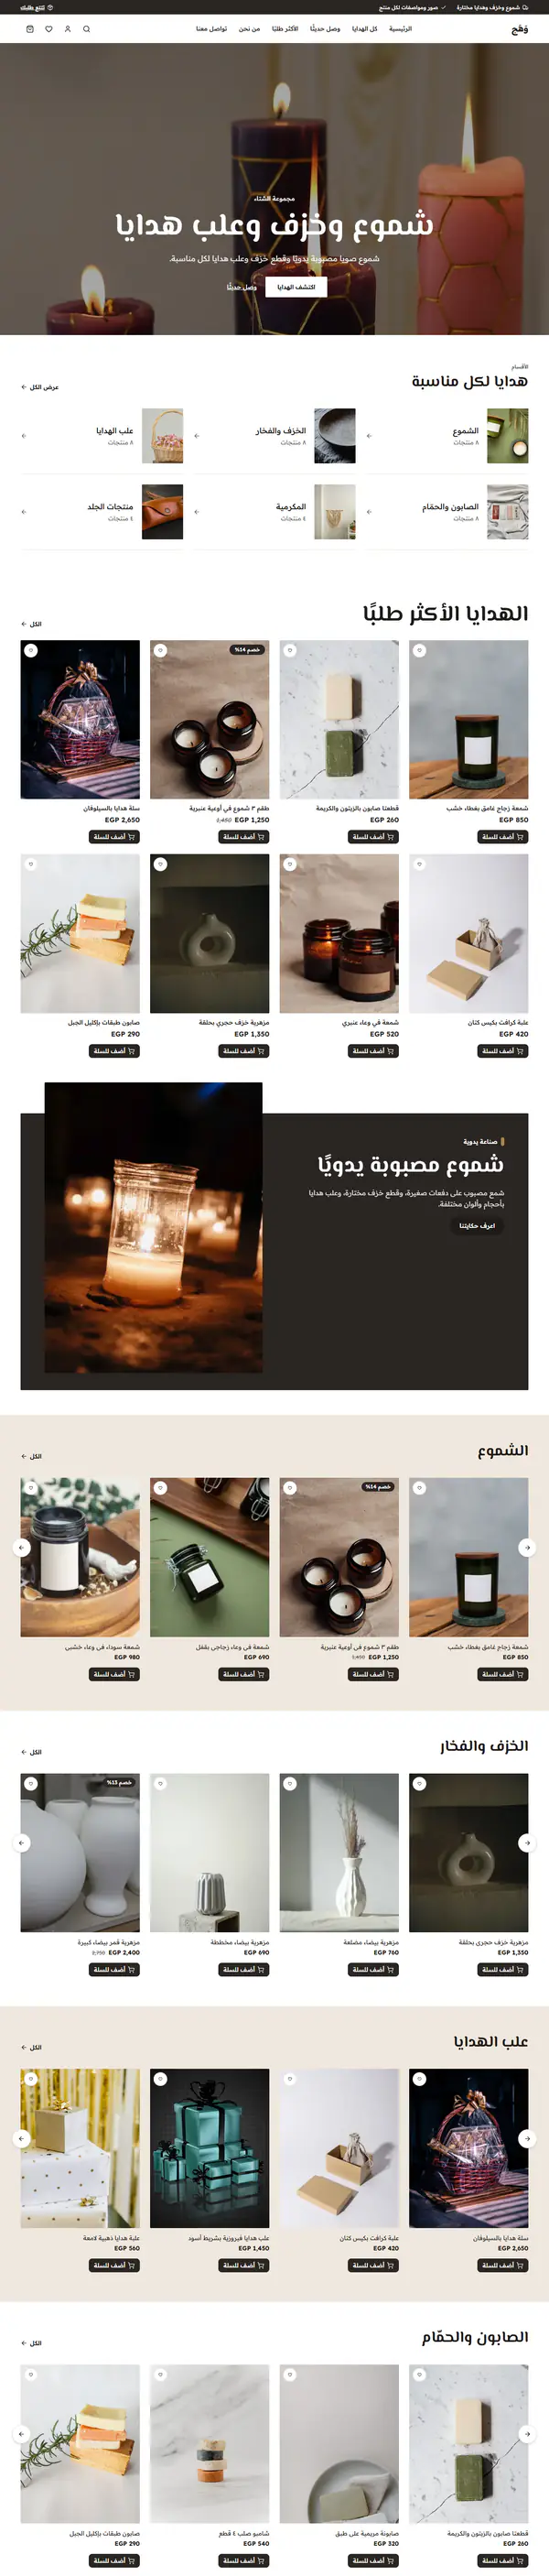 شموع وخزف وهدايا مختارة
صور ومواصفات لكل منتج
تتبّع طلبك
وَهَج
الرئيسية
كل الهدايا
وصل حديثًا
الأكثر طلبًا
من نحن
تواصل معنا
مجموعة الشتاء
شموع وخزف وعلب هدايا
شموع صويا مصبوبة يدويًا وقطع خزف وعلب هدايا لكل مناسبة.
اكتشف الهدايا
وصل حديثًا
الأقسام
هدايا لكل مناسبة
عرض الكل
الشموع
٨ منتجات
الخزف والفخار
٨ منتجات
علب الهدايا
٨ منتجات
الصابون والحمّام
٨ منتجات
المكرمية
٤ منتجات
منتجات الجلد
٤ منتجات
الهدايا الأكثر طلبًا
الكل
خصم 14%
شمعة زجاج غامق بغطاء خشب
EGP 850
أضف للسلة
قطعتا صابون بالزيتون والكريمة
EGP 260
أضف للسلة
طقم ٣ شموع في أوعية عنبرية
EGP 1,250 1,450
أضف للسلة
سلة هدايا بالسيلوفان
EGP 2,650
أضف للسلة
علبة كرافت بكيس كتان
EGP 420
أضف للسلة
شمعة في وعاء عنبري
EGP 520
أضف للسلة
مزهرية خزف حجري بحلقة
EGP 1,350
أضف للسلة
صابون طبقات بإكليل الجبل
EGP 290
أضف للسلة
صناعة يدوية
شموع مصبوبة يدويًا
شمع مصبوب على دفعات صغيرة، وقطع خزف مختارة، وعلب هدايا
بأحجام وألوان مختلفة.
اعرف حكايتنا
الشموع
الكل
خصم 14%
شمعة زجاج غامق بغطاء خشب
EGP 850
أضف للسلة
طقم ٣ شموع في أوعية عنبرية
EGP 1,250 1,450
أضف للسلة
شمعة في وعاء زجاجي بقفل
EGP 690
أضف للسلة
شمعة سوداء في وعاء خشبي
EGP 980
أضف للسلة
الخزف والفخار
الكل
خصم 13%
مزهرية خزف حجري بحلقة
EGP 1,350
أضف للسلة
مزهرية بيضاء مضلعة
EGP 760
أضف للسلة
مزهرية بيضاء مخططة
EGP 690
أضف للسلة
مزهرية قمر بيضاء كبيرة
EGP 2,400 2,750
أضف للسلة
علب الهدايا
الكل
سلة هدايا بالسيلوفان
EGP 2,650
أضف للسلة
علبة كرافت بكيس كتان
EGP 420
أضف للسلة
علب هدايا فيروزية بشريط أسود
EGP 1,450
أضف للسلة
علبة هدايا ذهبية لامعة
EGP 560
أضف للسلة
الصابون والحمّام
الكل
قطعتا صابون بالزيتون والكريمة
EGP 260
أضف للسلة
صابونة مريمية على طبق
EGP 320
أضف للسلة
شامبو صلب ٤ قطع
EGP 540
أضف للسلة
صابون طبقات بإكليل الجبل
EGP 290
أضف للسلة